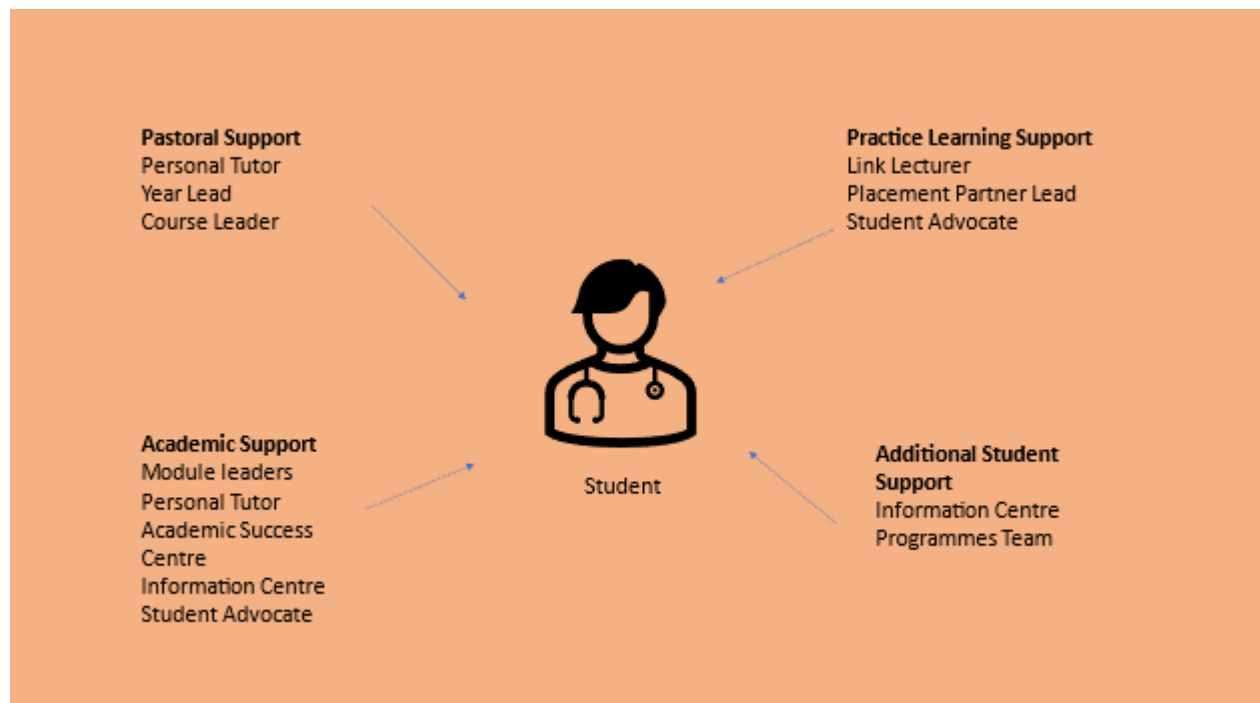 Pastoral Support
Personal Tutor
Year Lead
Course Leader
Practice Learning Support
Link Lecturer
Placement Partner Lead
Student Advocate
Student
Academic Support
Module leaders
Personal Tutor
Academic Success
Centre
Information Centre
Student Advocate
Additional Student
Support
Information Centre
Programmes Team